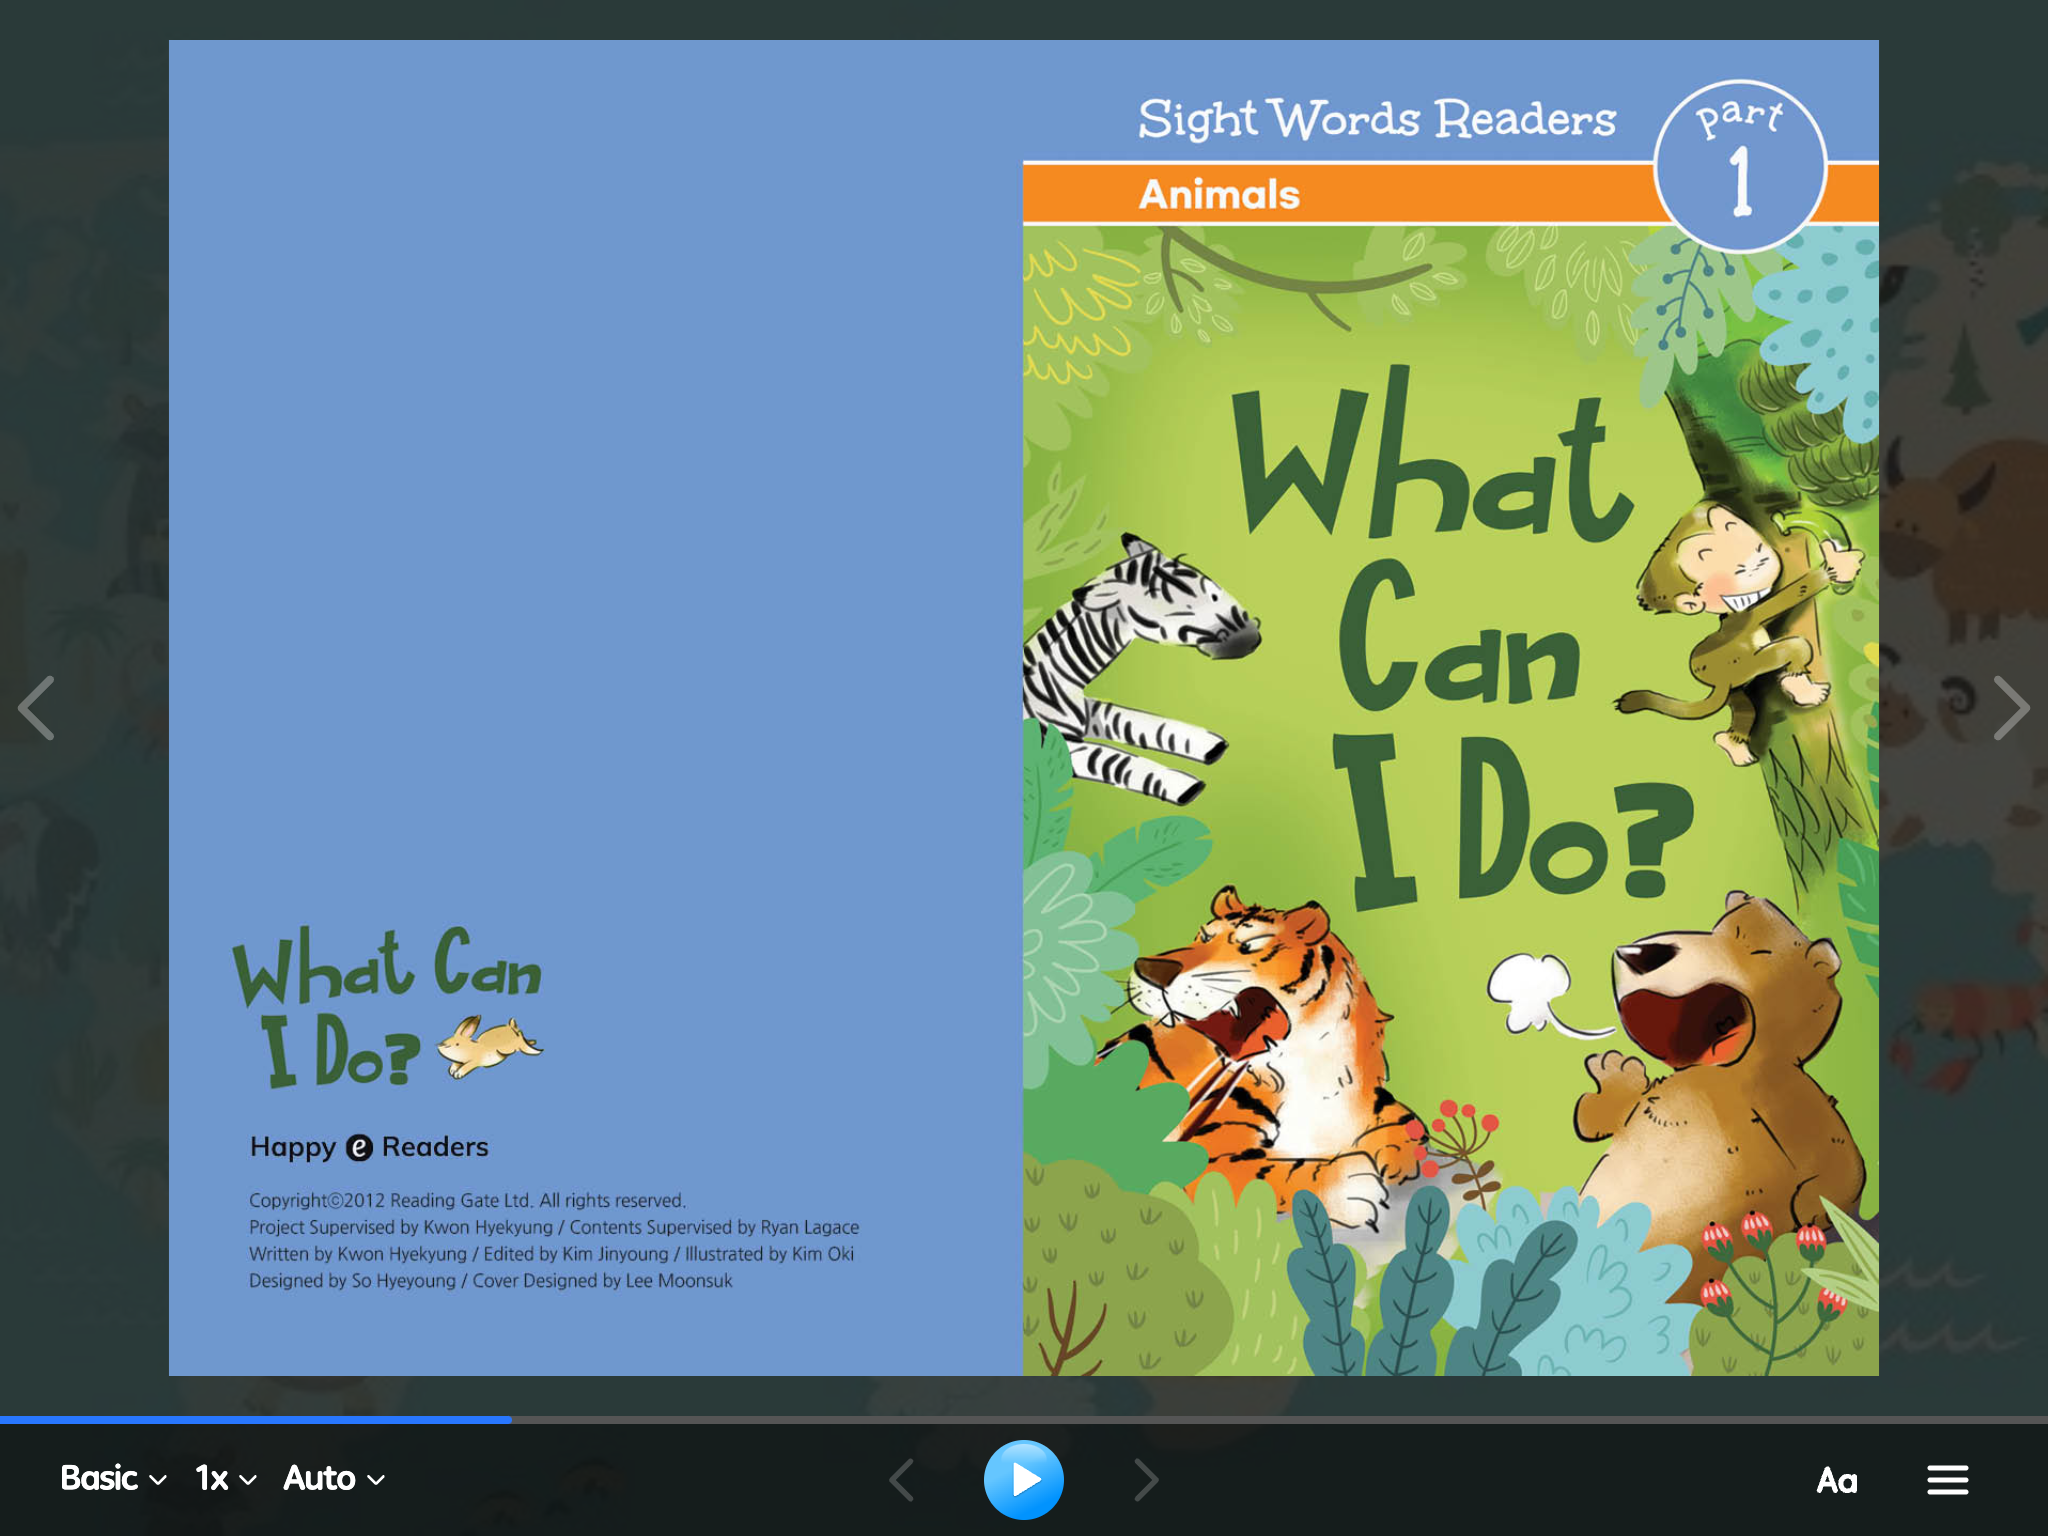 What Can
I Do?
Happy e Readers
Copyrightⓒ2012 Reading Gate Ltd. All rights reserved.
Project Supervised by Kwon Hyekyung / Contents Supervised by Ryan Lagace
Written by Kwon Hyekyung / Edited by Kim Jinyoung / Illustrated by Kim Oki
Designed by So Hyeyoung / Cover Designed by Lee Moonsuk
Sight Words Readers
part
1
Animals
What
Can
I Do?
Basic 1x Auto
Aa